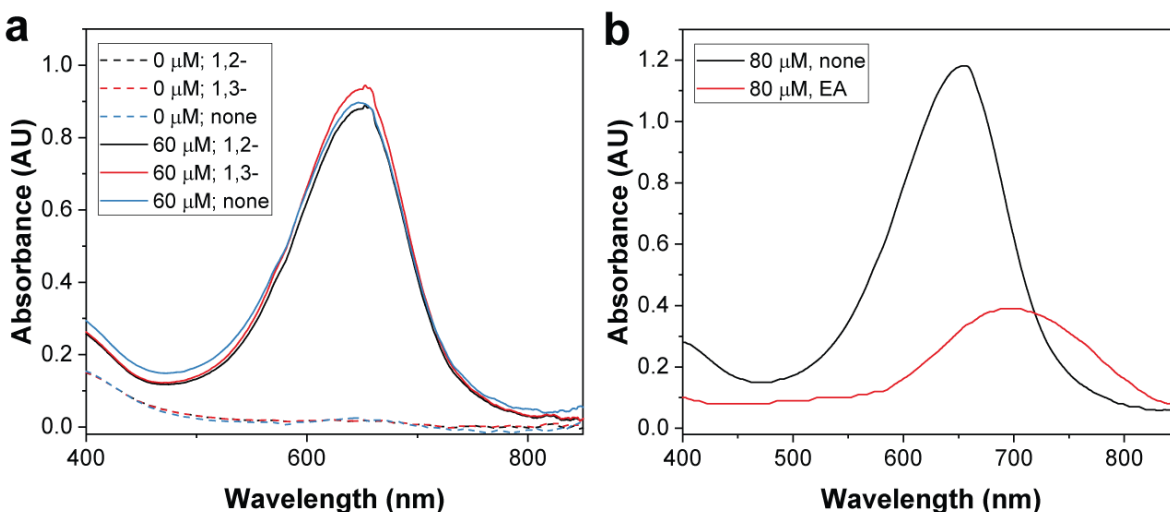 a
0 μM; 1,2-
0 μM; 1,3-
0 μM; none
60 μM; 1,2-
60 μM; 1,3-
60 μM; none
1.0
0.8
0.6
0.4
0.2
0.0
Absorbance (AU)
400
600
800
Wavelength (nm)
b
80 μM, none
80 μM, EA
1.2
1.0
0.8
0.6
0.4
0.2
0.0
Absorbance (AU)
400
500
600
700
800
Wavelength (nm)